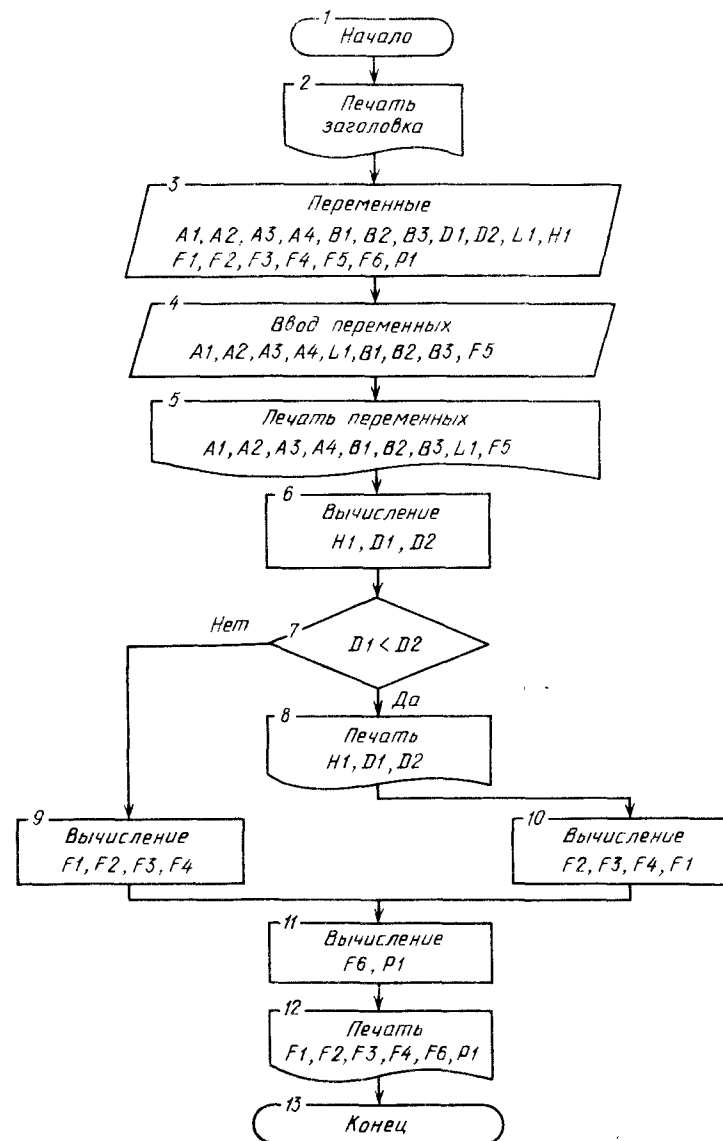 1
Начало
2
Печать
заголовка
3
Переменные
A1, A2, A3, A4, B1, B2, B3, D1, D2, L1, H1
F1, F2, F3, F4, F5, F6, P1
4
Ввод переменных
A1, A2, A3, A4, L1, B1, B2, B3, F5
5
Печать переменных
A1, A2, A3, A4, B1, B2, B3, L1, F5
6
Вычисление
H1, D1, D2
Нет
7
D1 < D2
Да
8
Печать
H1, D1, D2
9
Вычисление
F1, F2, F3, F4
10
Вычисление
F2, F3, F4, F1
11
Вычисление
F6, P1
12
Печать
F1, F2, F3, F4, F6, P1
13
Конец